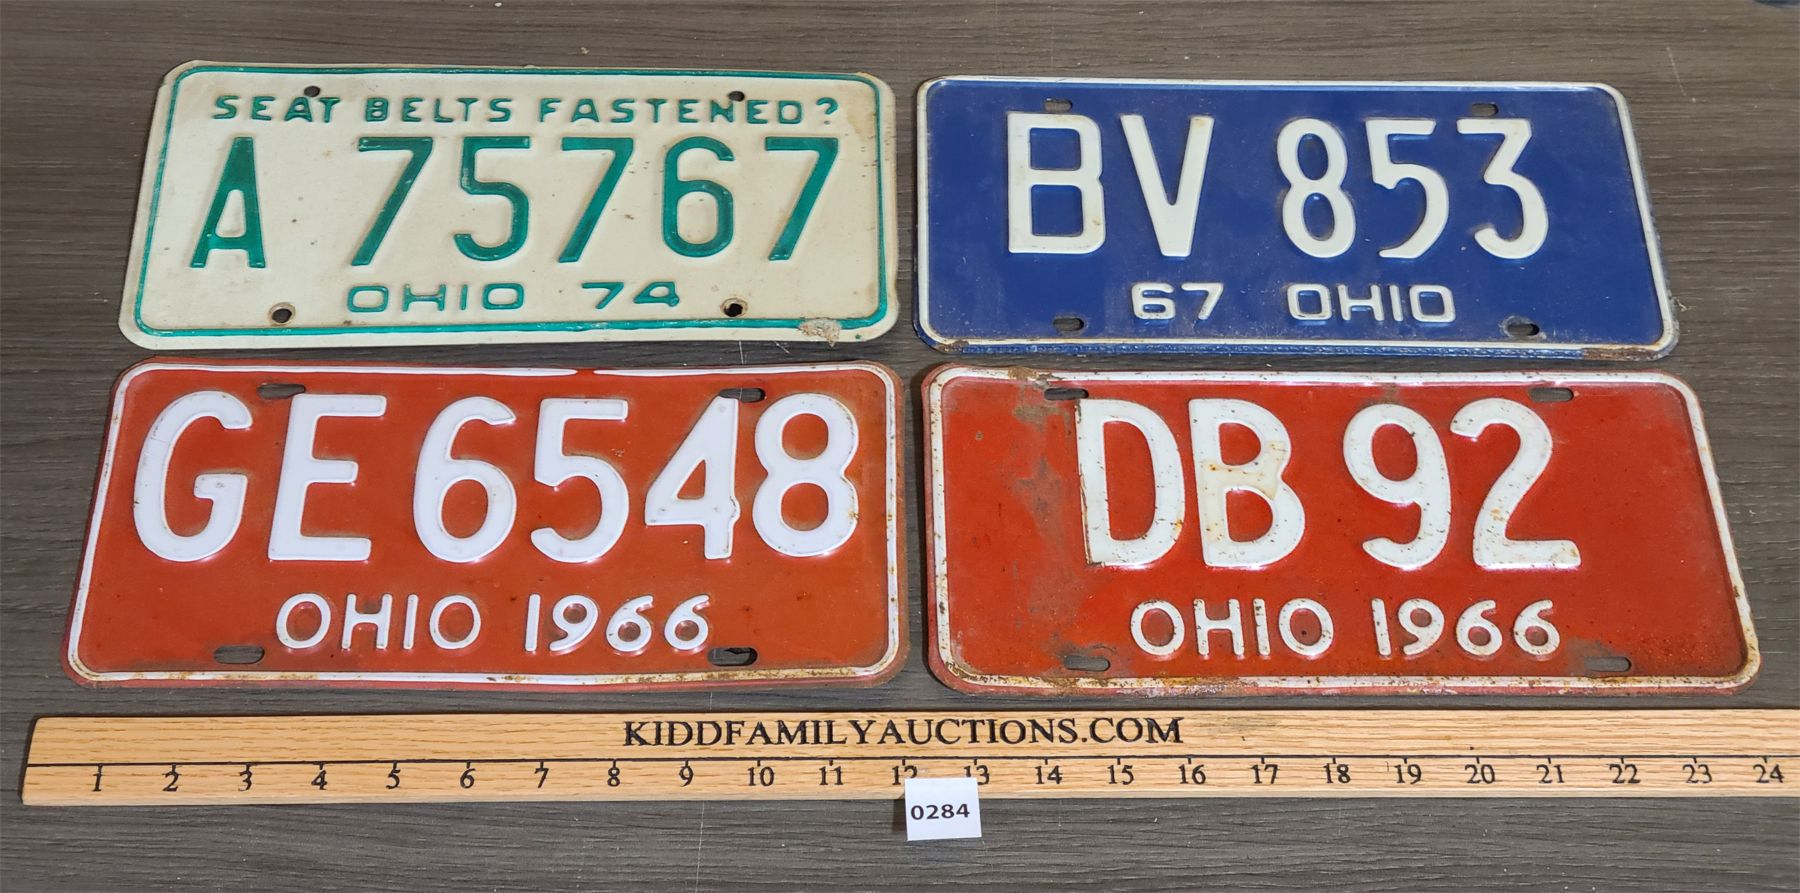 SEAT BELTS FASTENED?
A 75767
OHIO 74
BV 853
67 OHIO
GE 6548
OHIO 1966
DB 92
OHIO 1966
KIDDFAMILYAUCTIONS.COM
1 2 3 4 5 6 7 8 9 10 11 12 13 14 15 16 17 18 19 20 21 22 23 24
0284